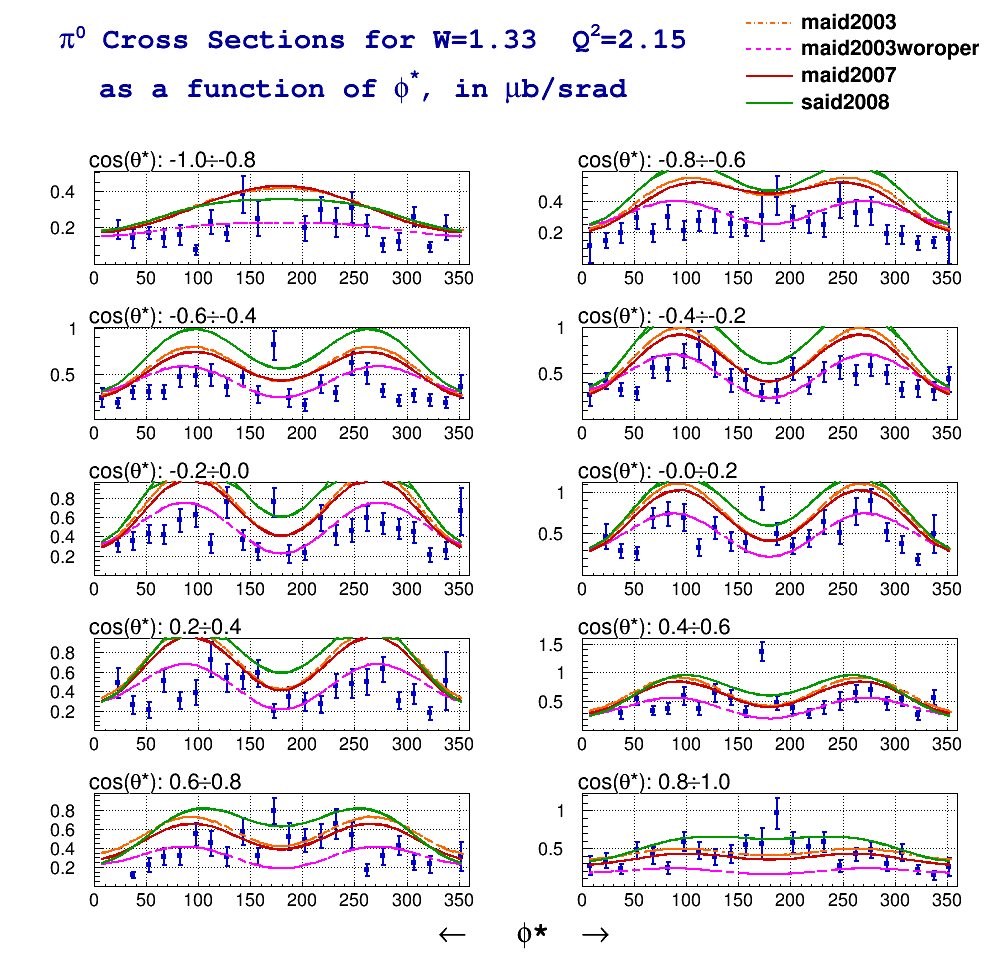 π⁰ Cross Sections for W=1.33 Q²=2.15
as a function of ϕ*, in μb/srad
maid2003
maid2003woroper
maid2007
said2008
cos(θ*): -1.0÷-0.8
0.4
0.2
0 50 100 150 200 250 300 350
cos(θ*): -0.8÷-0.6
0.4
0.2
0 50 100 150 200 250 300 350
cos(θ*): -0.6÷-0.4
1
0.5
0 50 100 150 200 250 300 350
cos(θ*): -0.4÷-0.2
1
0.5
0 50 100 150 200 250 300 350
cos(θ*): -0.2÷0.0
0.8
0.6
0.4
0.2
0 50 100 150 200 250 300 350
cos(θ*): -0.0÷0.2
1
0.5
0 50 100 150 200 250 300 350
cos(θ*): 0.2÷0.4
0.8
0.6
0.4
0.2
0 50 100 150 200 250 300 350
cos(θ*): 0.4÷0.6
1.5
1
0.5
0 50 100 150 200 250 300 350
cos(θ*): 0.6÷0.8
0.8
0.6
0.4
0.2
0 50 100 150 200 250 300 350
cos(θ*): 0.8÷1.0
1
0.5
0 50 100 150 200 250 300 350
← ϕ* →